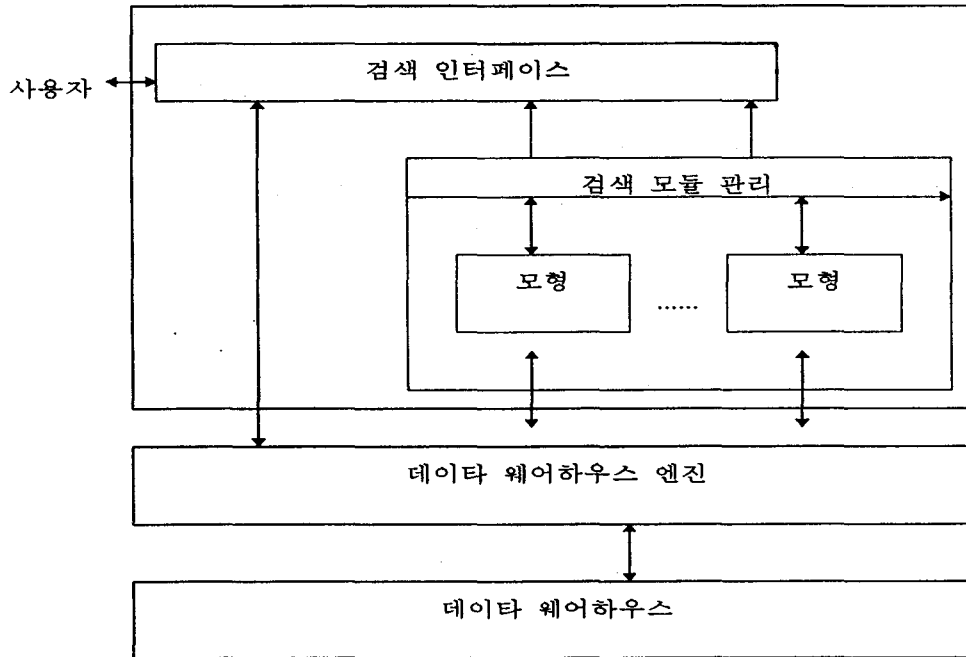 검색 인터페이스
사용자
검색 모듈 관리
모형
......
모형
데이타 웨어하우스 엔진
데이타 웨어하우스